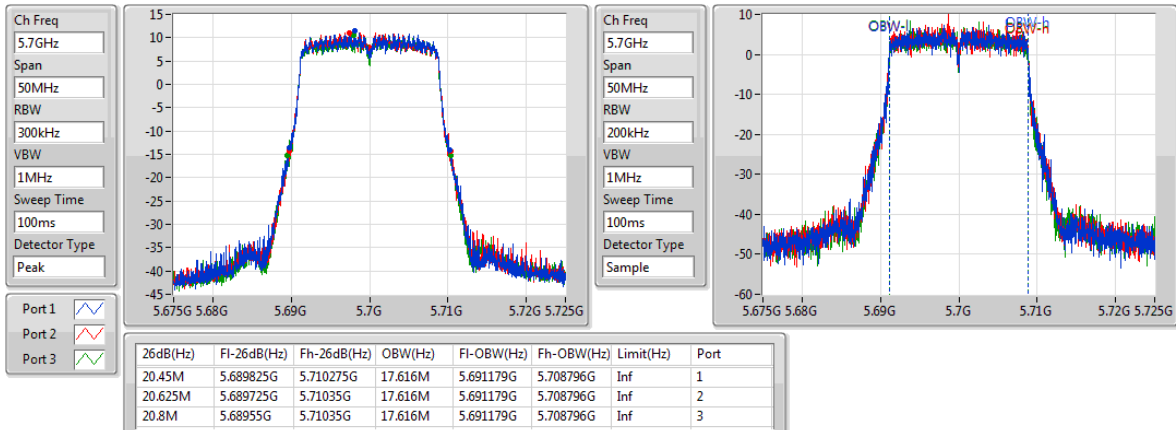 Ch Freq
5.7GHz
Span
50MHz
RBW
300kHz
VBW
1MHz
Sweep Time
100ms
Detector Type
Peak
15
10
5
0
-5
-10
-15
-20
-25
-30
-35
-40
-45
5.675G 5.68G 5.69G 5.7G 5.71G 5.72G 5.725G
Port 1
Port 2
Port 3
Ch Freq
5.7GHz
Span
50MHz
RBW
200kHz
VBW
1MHz
Sweep Time
100ms
Detector Type
Sample
10
0
-10
-20
-30
-40
-50
-60
OBW-l OBW-h
OBW-h
5.675G 5.68G 5.69G 5.7G 5.71G 5.72G 5.725G
26dB(Hz) Fl-26dB(Hz) Fh-26dB(Hz) OBW(Hz) Fl-OBW(Hz) Fh-OBW(Hz) Limit(Hz) Port
20.45M 5.689825G 5.710275G 17.616M 5.691179G 5.708796G Inf 1
20.625M 5.689725G 5.71035G 17.616M 5.691179G 5.708796G Inf 2
20.8M 5.68955G 5.71035G 17.616M 5.691179G 5.708796G Inf 3